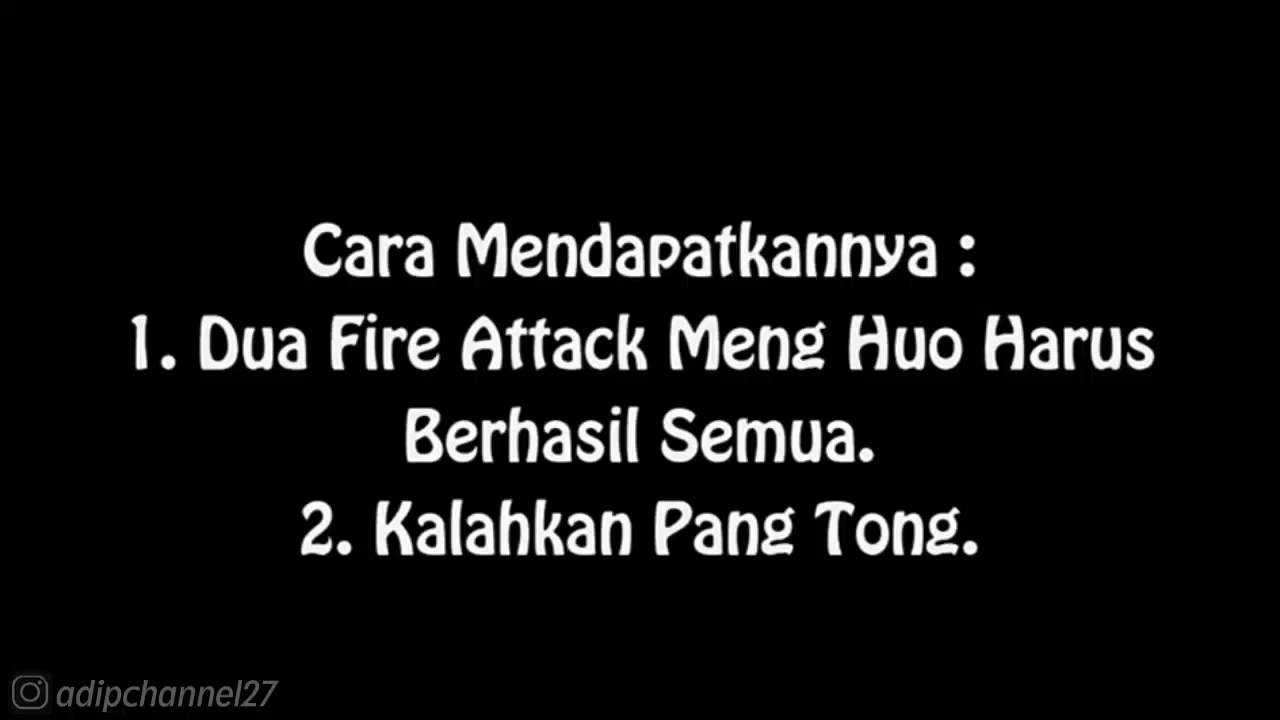 Cara Mendapatkannya :
1. Dua Fire Attack Meng Huo Harus
Berhasil Semua.
2. Kalahkan Pang Tong.
adipchannel27